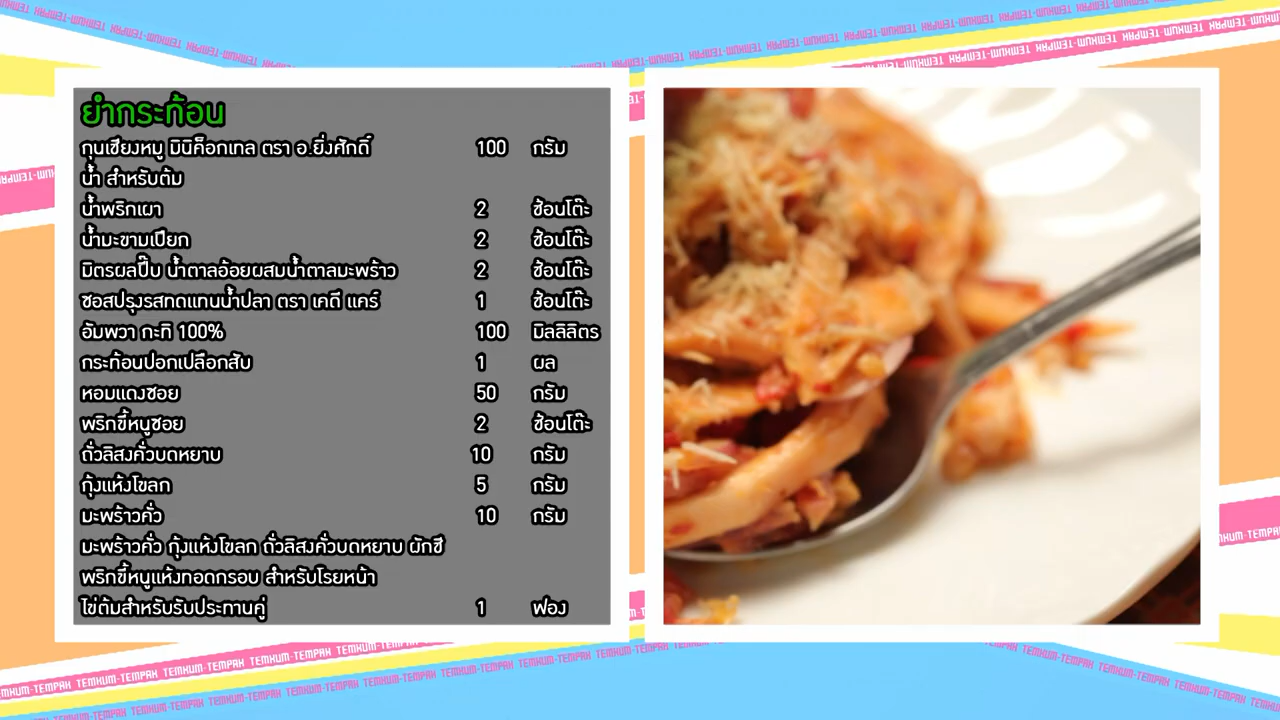 ยำกระท้อน
กุนเชียงหมู มินิค็อกเทล ตรา อ.ยิ่งศักดิ์ 100 กรัม
น้ำ สำหรับต้ม
น้ำพริกเผา 2 ช้อนโต๊ะ
น้ำมะขามเปียก 2 ช้อนโต๊ะ
มิตรผลปี๊บ น้ำตาลอ้อยผสมน้ำตาลมะพร้าว 2 ช้อนโต๊ะ
ซอสปรุงรสทดแทนน้ำปลา ตรา เคดี แคร์ 1 ช้อนโต๊ะ
อัมพวา กะทิ 100% 100 มิลลิลิตร
กระท้อนปอกเปลือกสับ 1 ผล
หอมแดงซอย 50 กรัม
พริกขี้หนูซอย 2 ช้อนโต๊ะ
ถั่วลิสงคั่วบดหยาบ 10 กรัม
กุ้งแห้งโขลก 5 กรัม
มะพร้าวคั่ว 10 กรัม
มะพร้าวคั่ว กุ้งแห้งโขลก ถั่วลิสงคั่วบดหยาบ ผักชี
พริกขี้หนูแห้งทอดกรอบ สำหรับโรยหน้า
ไข่ต้มสำหรับรับประทานคู่ 1 ฟอง
TEMKUM-TEMPAK TEMKUM-TEMPAK TEMKUM-TEMPAK